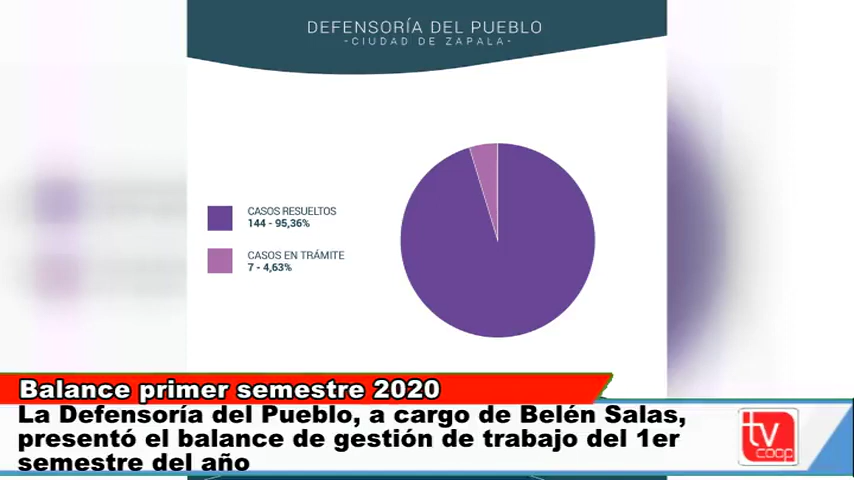 DEFENSORÍA DEL PUEBLO
-CIUDAD DE ZAPALA-
CASOS RESUELTOS
144 - 95,36%
CASOS EN TRÁMITE
7 - 4,63%
Balance primer semestre 2020
La Defensoría del Pueblo, a cargo de Belén Salas,
presentó el balance de gestión de trabajo del 1er
semestre del año
tv
coop